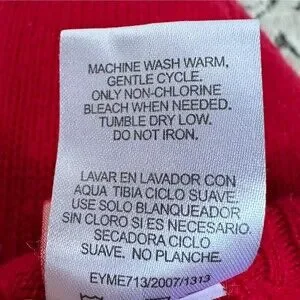 MACHINE WASH WARM,
GENTLE CYCLE.
ONLY NON-CHLORINE
BLEACH WHEN NEEDED.
TUMBLE DRY LOW.
DO NOT IRON.
LAVAR EN LAVADOR CON
AQUA TIBIA CICLO SUAVE.
USE SOLO BLANQUEADOR
SIN CLORO SI ES NECESARIO.
SECADORA CICLO
SUAVE. NO PLANCHE.
EYME713/2007/1313